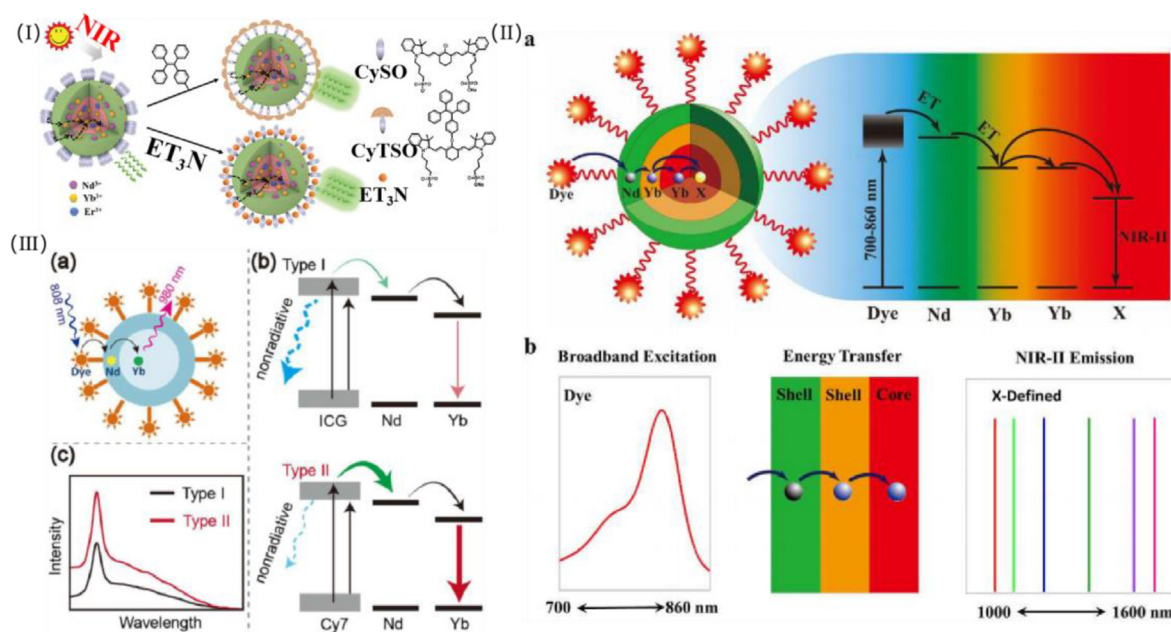 (I)
NIR
ET₃N
Nd³⁺
Yb³⁺
Er³⁺
CySO
CyTSO
ET₃N
(II)
a
Dye
Nd Yb Yb X
700-860 nm
ET
ET
NIR-II
Dye Nd Yb Yb X
b
Broadband Excitation
Dye
700 860 nm
Energy Transfer
Shell Shell Core
NIR-II Emission
X-Defined
1000 1600 nm
(III)
(a)
808 nm
980 nm
Dye Nd Yb
(b)
Type I
nonradiative
ICG Nd Yb
Type II
nonradiative
Cy7 Nd Yb
(c)
Intensity
Type I
Type II
Wavelength